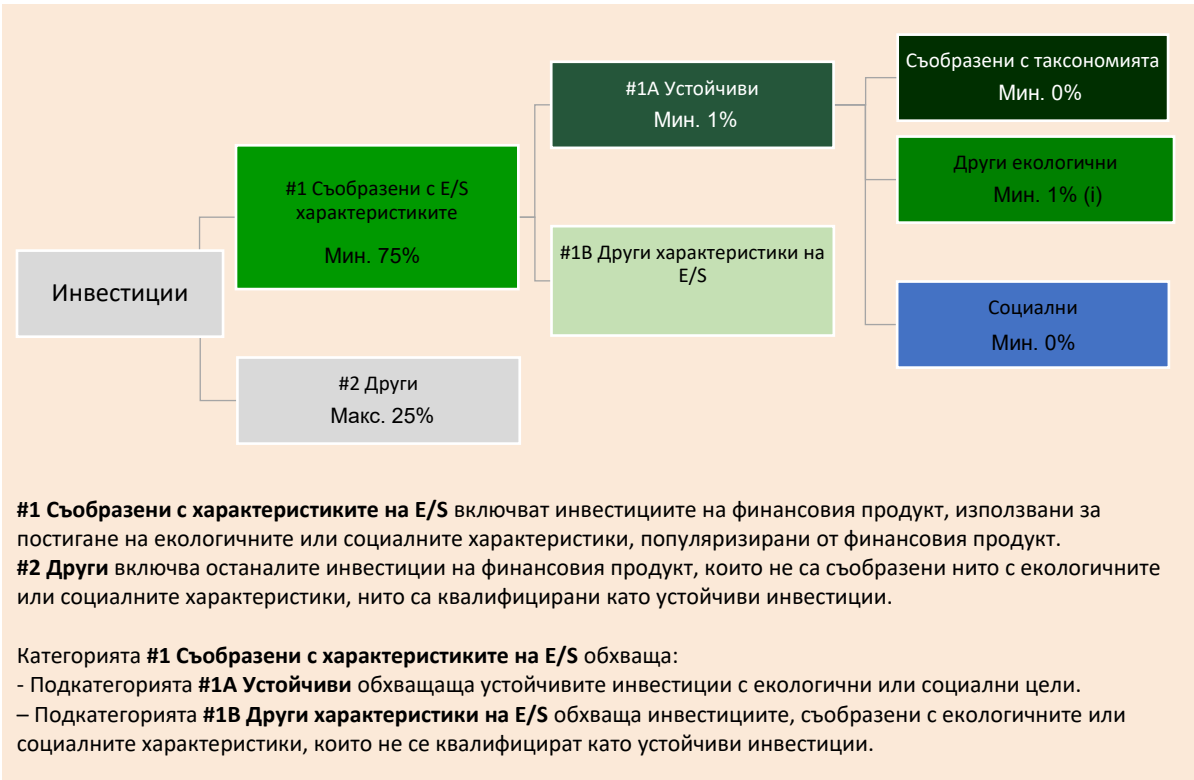 Инвестиции
#1 Съобразени с E/S
характеристиките
Мин. 75%
#2 Други
Макс. 25%
#1A Устойчиви
Мин. 1%
#1B Други характеристики на
E/S
Съобразени с таксономията
Мин. 0%
Други екологични
Мин. 1% (i)
Социални
Мин. 0%
#1 Съобразени с характеристиките на E/S включват инвестициите на финансовия продукт, използвани за
постигане на екологичните или социалните характеристики, популяризирани от финансовия продукт.
#2 Други включва останалите инвестиции на финансовия продукт, които не са съобразени нито с екологичните
или социалните характеристики, нито са квалифицирани като устойчиви инвестиции.
Категорията #1 Съобразени с характеристиките на E/S обхваща:
- Подкатегорията #1A Устойчиви обхващаща устойчивите инвестиции с екологични или социални цели.
– Подкатегорията #1B Други характеристики на E/S обхваща инвестициите, съобразени с екологичните или
социалните характеристики, които не се квалифицират като устойчиви инвестиции.